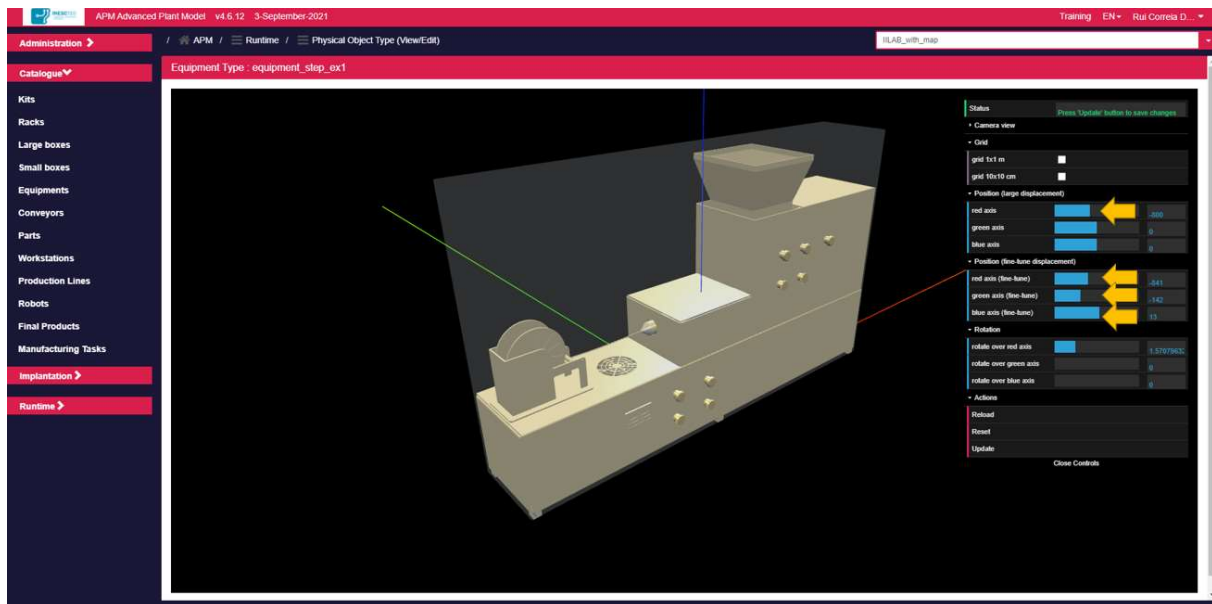 INESCTEC
APM Advanced Plant Model v4.6.12 3-September-2021
Training EN Rui Correia D...
Administration
/ APM / Runtime / Physical Object Type (View/Edit)
IILAB_with_map
Catalogue
Equipment Type : equipment_step_ex1
Kits
Racks
Large boxes
Small boxes
Equipments
Conveyors
Parts
Workstations
Production Lines
Robots
Final Products
Manufacturing Tasks
Implantation
Runtime
Status
Press 'Update' button to save changes
Camera view
Grid
grid 1x1 m
grid 10x10 cm
Position (large displacement)
red axis -800
green axis 0
blue axis 0
Position (fine-tune displacement)
red axis (fine-tune) -841
green axis (fine-tune) -142
blue axis (fine-tune) 13
Rotation
rotate over red axis 1.57079632
rotate over green axis 0
rotate over blue axis 0
Actions
Reload
Reset
Update
Close Controls